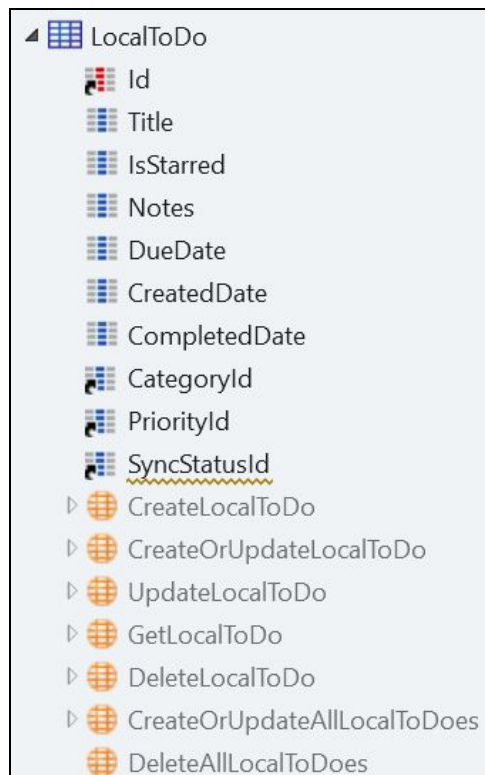 LocalToDo
Id
Title
IsStarred
Notes
DueDate
CreatedDate
CompletedDate
CategoryId
PriorityId
SyncStatusId
CreateLocalToDo
CreateOrUpdateLocalToDo
UpdateLocalToDo
GetLocalToDo
DeleteLocalToDo
CreateOrUpdateAllLocalToDoes
DeleteAllLocalToDoes